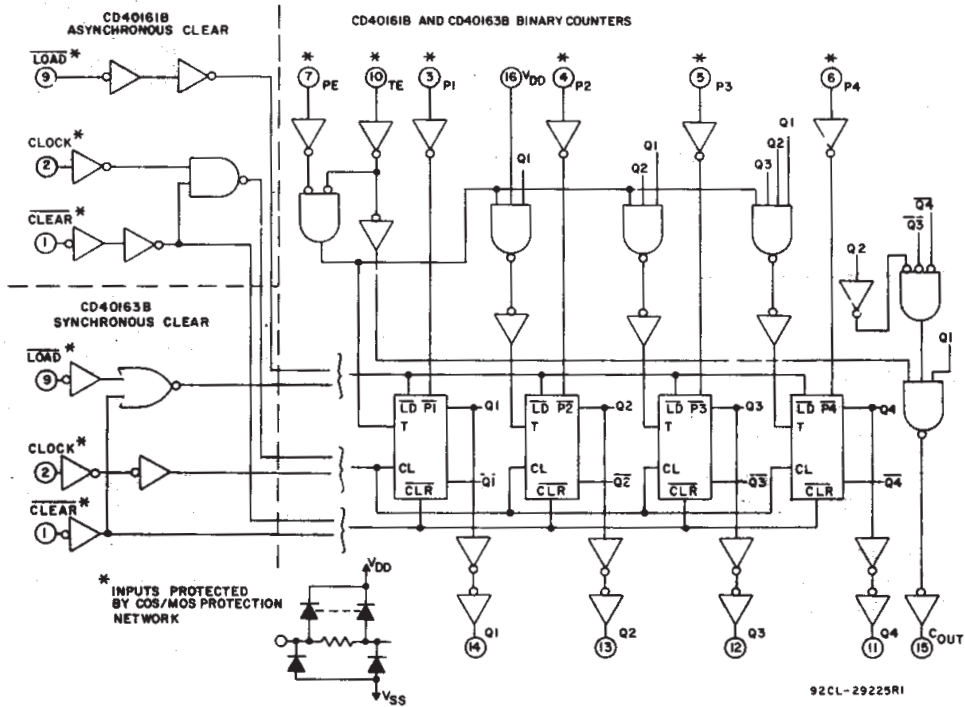 CD40161B
ASYNCHRONOUS CLEAR
CD40161B AND CD40163B BINARY COUNTERS
LOAD *
9
CLOCK *
2
CLEAR *
1
* 7 PE
* 10 TE
* 3 P1
16 VDD
* 4 P2
* 5 P3
* 6 P4
Q1
Q2
Q1
Q3
Q2
Q1
Q2
Q3
Q4
Q1
CD40163B
SYNCHRONOUS CLEAR
LOAD *
9
CLOCK *
2
CLEAR *
1
LD P1
T
CL
CLR
Q1
Q1
LD P2
T
CL
CLR
Q2
Q2
LD P3
T
CL
CLR
Q3
Q3
LD P4
T
CL
CLR
Q4
Q4
* INPUTS PROTECTED
BY COS/MOS PROTECTION
NETWORK
VDD
VSS
14 Q1
13 Q2
12 Q3
11 Q4
15 COUT
92CL-29225R1